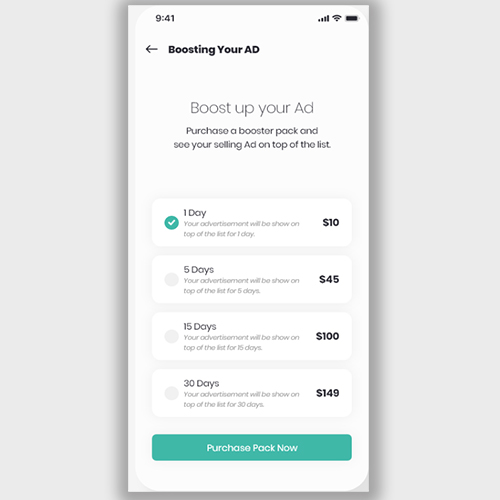 9:41
Boosting Your AD
Boost up your Ad
Purchase a booster pack and
see your selling Ad on top of the list.
1 Day
Your advertisement will be show on
top of the list for 1 day.
$10
5 Days
Your advertisement will be show on
top of the list for 5 days.
$45
15 Days
Your advertisement will be show on
top of the list for 15 days.
$100
30 Days
Your advertisement will be show on
top of the list for 30 days.
$149
Purchase Pack Now